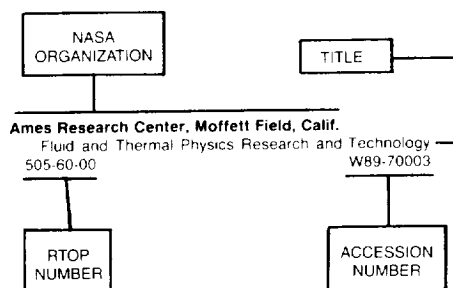 NASA
ORGANIZATION
TITLE
Ames Research Center, Moffett Field, Calif.
Fluid and Thermal Physics Research and Technology
505-60-00
W89-70003
RTOP
NUMBER
ACCESSION
NUMBER